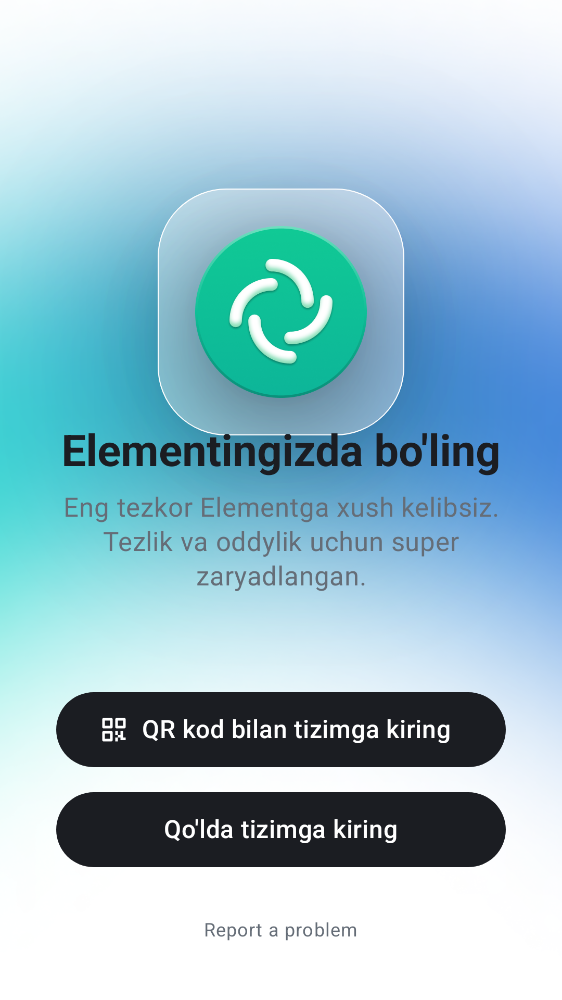 Elementingizda bo'ling
Eng tezkor Elementga xush kelibsiz.
Tezlik va oddylik uchun super
zaryadlangan.
QR kod bilan tizimga kiring
Qo'lda tizimga kiring
Report a problem